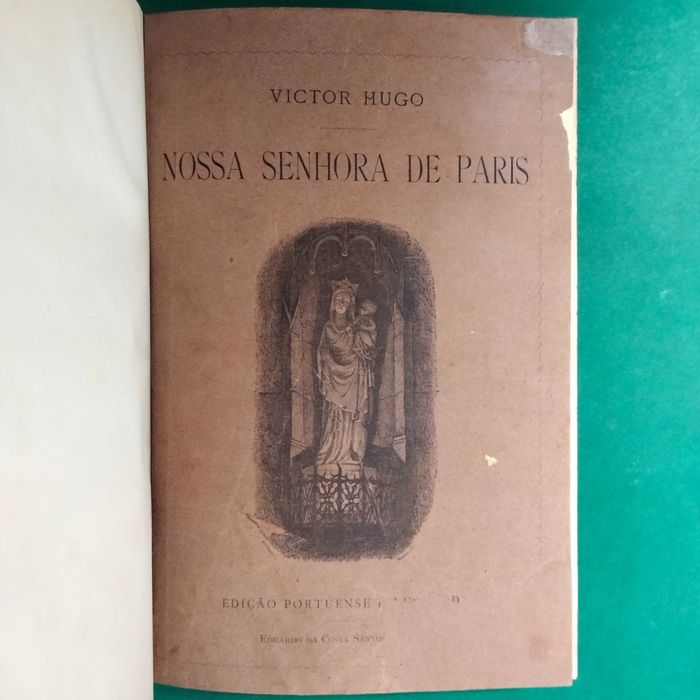 VICTOR HUGO
NOSSA SENHORA DE PARIS
EDIÇÃO PORTUENSE
EDUARDO DA COSTA SANTOS